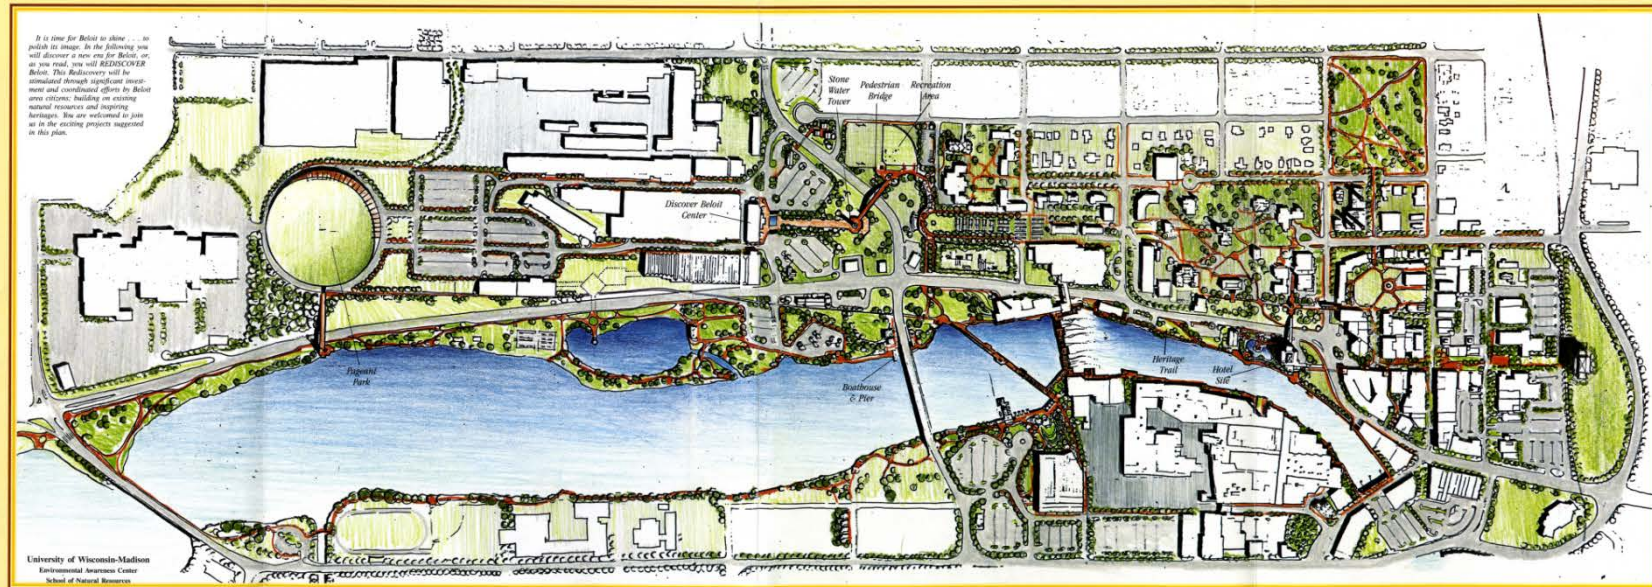 It is time for Beloit to shine . . . to
polish its image. In the following you
will discover a new era for Beloit, or,
as you read, you will REDISCOVER
Beloit. This Rediscovery will be
stimulated through significant invest-
ment and coordinated efforts by Beloit
area citizens; building on existing
natural resources and inspiring
heritages. You are welcomed to join
us in the exciting projects suggested
in this plan.
Stone
Water
Tower
Pedestrian
Bridge
Recreation
Area
Discover Beloit
Center
Pageant
Park
Boathouse
& Pier
Heritage
Trail
Hotel
Site
University of Wisconsin-Madison
Environmental Awareness Center
School of Natural Resources